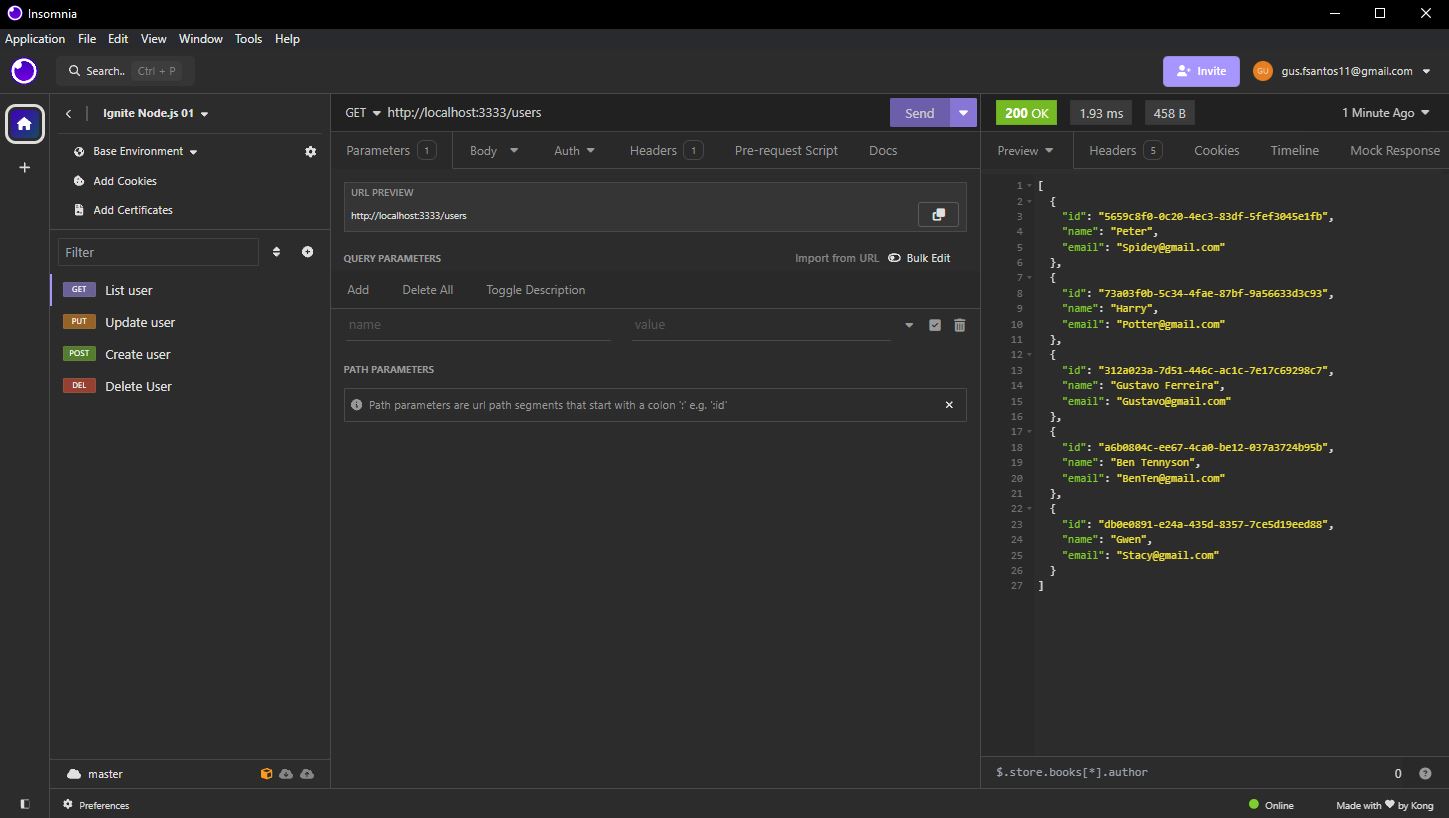 Insomnia
Application File Edit View Window Tools Help
Search.. Ctrl + P
Invite
GU gus.fsantos11@gmail.com
Ignite Node.js 01
Base Environment
Add Cookies
Add Certificates
Filter
GET List user
PUT Update user
POST Create user
DEL Delete User
master
Preferences
GET http://localhost:3333/users Send
Parameters 1 Body Auth Headers 1 Pre-request Script Docs
URL PREVIEW
http://localhost:3333/users
QUERY PARAMETERS Import from URL Bulk Edit
Add Delete All Toggle Description
name value
PATH PARAMETERS
Path parameters are url path segments that start with a colon ':' e.g. ':id'
200 OK 1.93 ms 458 B 1 Minute Ago
Preview Headers 5 Cookies Timeline Mock Response
1 [
2 {
3 "id": "5659c8f0-0c20-4ec3-83df-5fef3045e1fb",
4 "name": "Peter",
5 "email": "Spidey@gmail.com"
6 },
7 {
8 "id": "73a03f0b-5c34-4fae-87bf-9a56633d3c93",
9 "name": "Harry",
10 "email": "Potter@gmail.com"
11 },
12 {
13 "id": "312a023a-7d51-446c-ac1c-7e17c69298c7",
14 "name": "Gustavo Ferreira",
15 "email": "Gustavo@gmail.com"
16 },
17 {
18 "id": "a6b0804c-ee67-4ca0-be12-037a3724b95b",
19 "name": "Ben Tennyson",
20 "email": "BenTen@gmail.com"
21 },
22 {
23 "id": "db0e0891-e24a-435d-8357-7ce5d19eed88",
24 "name": "Gwen",
25 "email": "Stacy@gmail.com"
26 }
27 ]
$.store.books[*].author 0
Online Made with ❤ by Kong